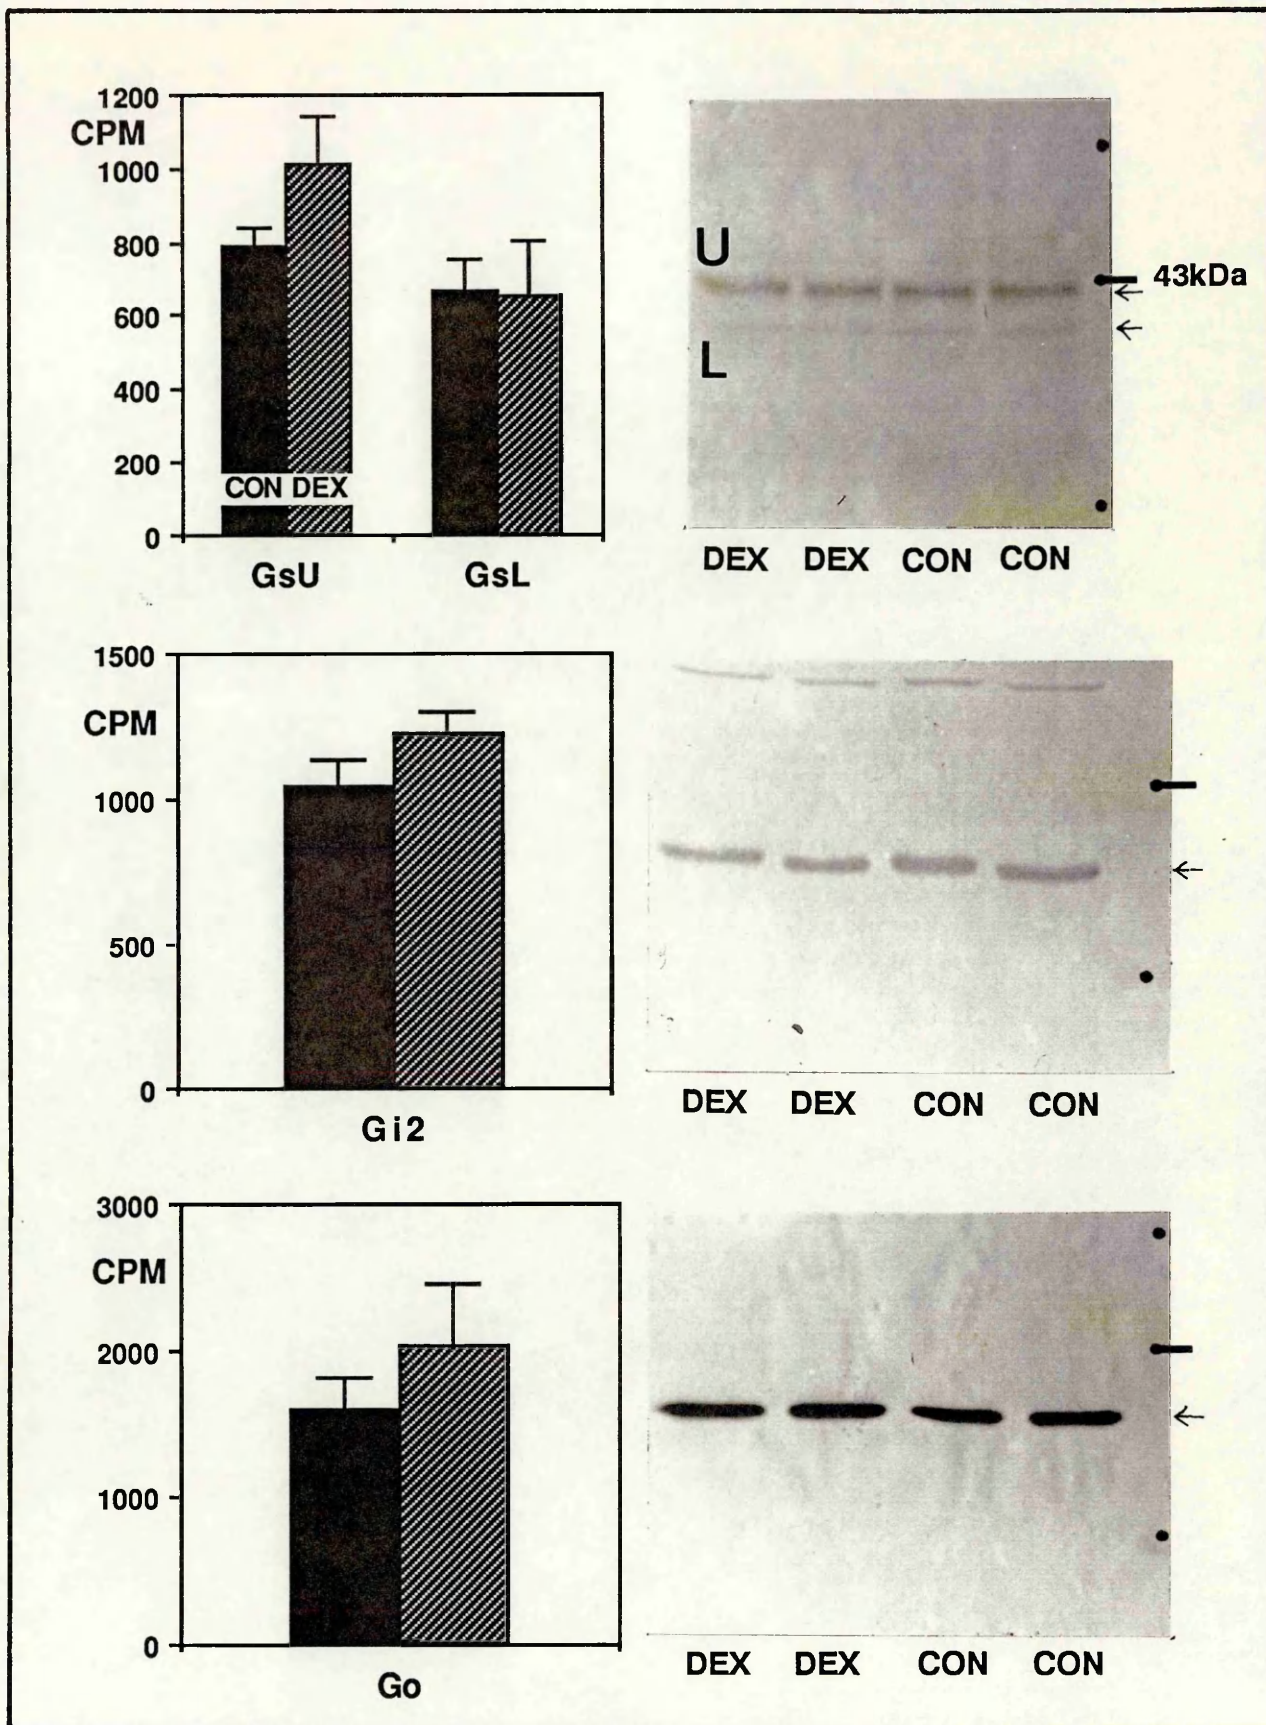 1200
CPM
1000
800
600
400
200
0
CON DEX
GsU GsL
U
L
43kDa
DEX DEX CON CON
1500
CPM
1000
500
0
Gi2
DEX DEX CON CON
3000
CPM
2000
1000
0
Go
DEX DEX CON CON